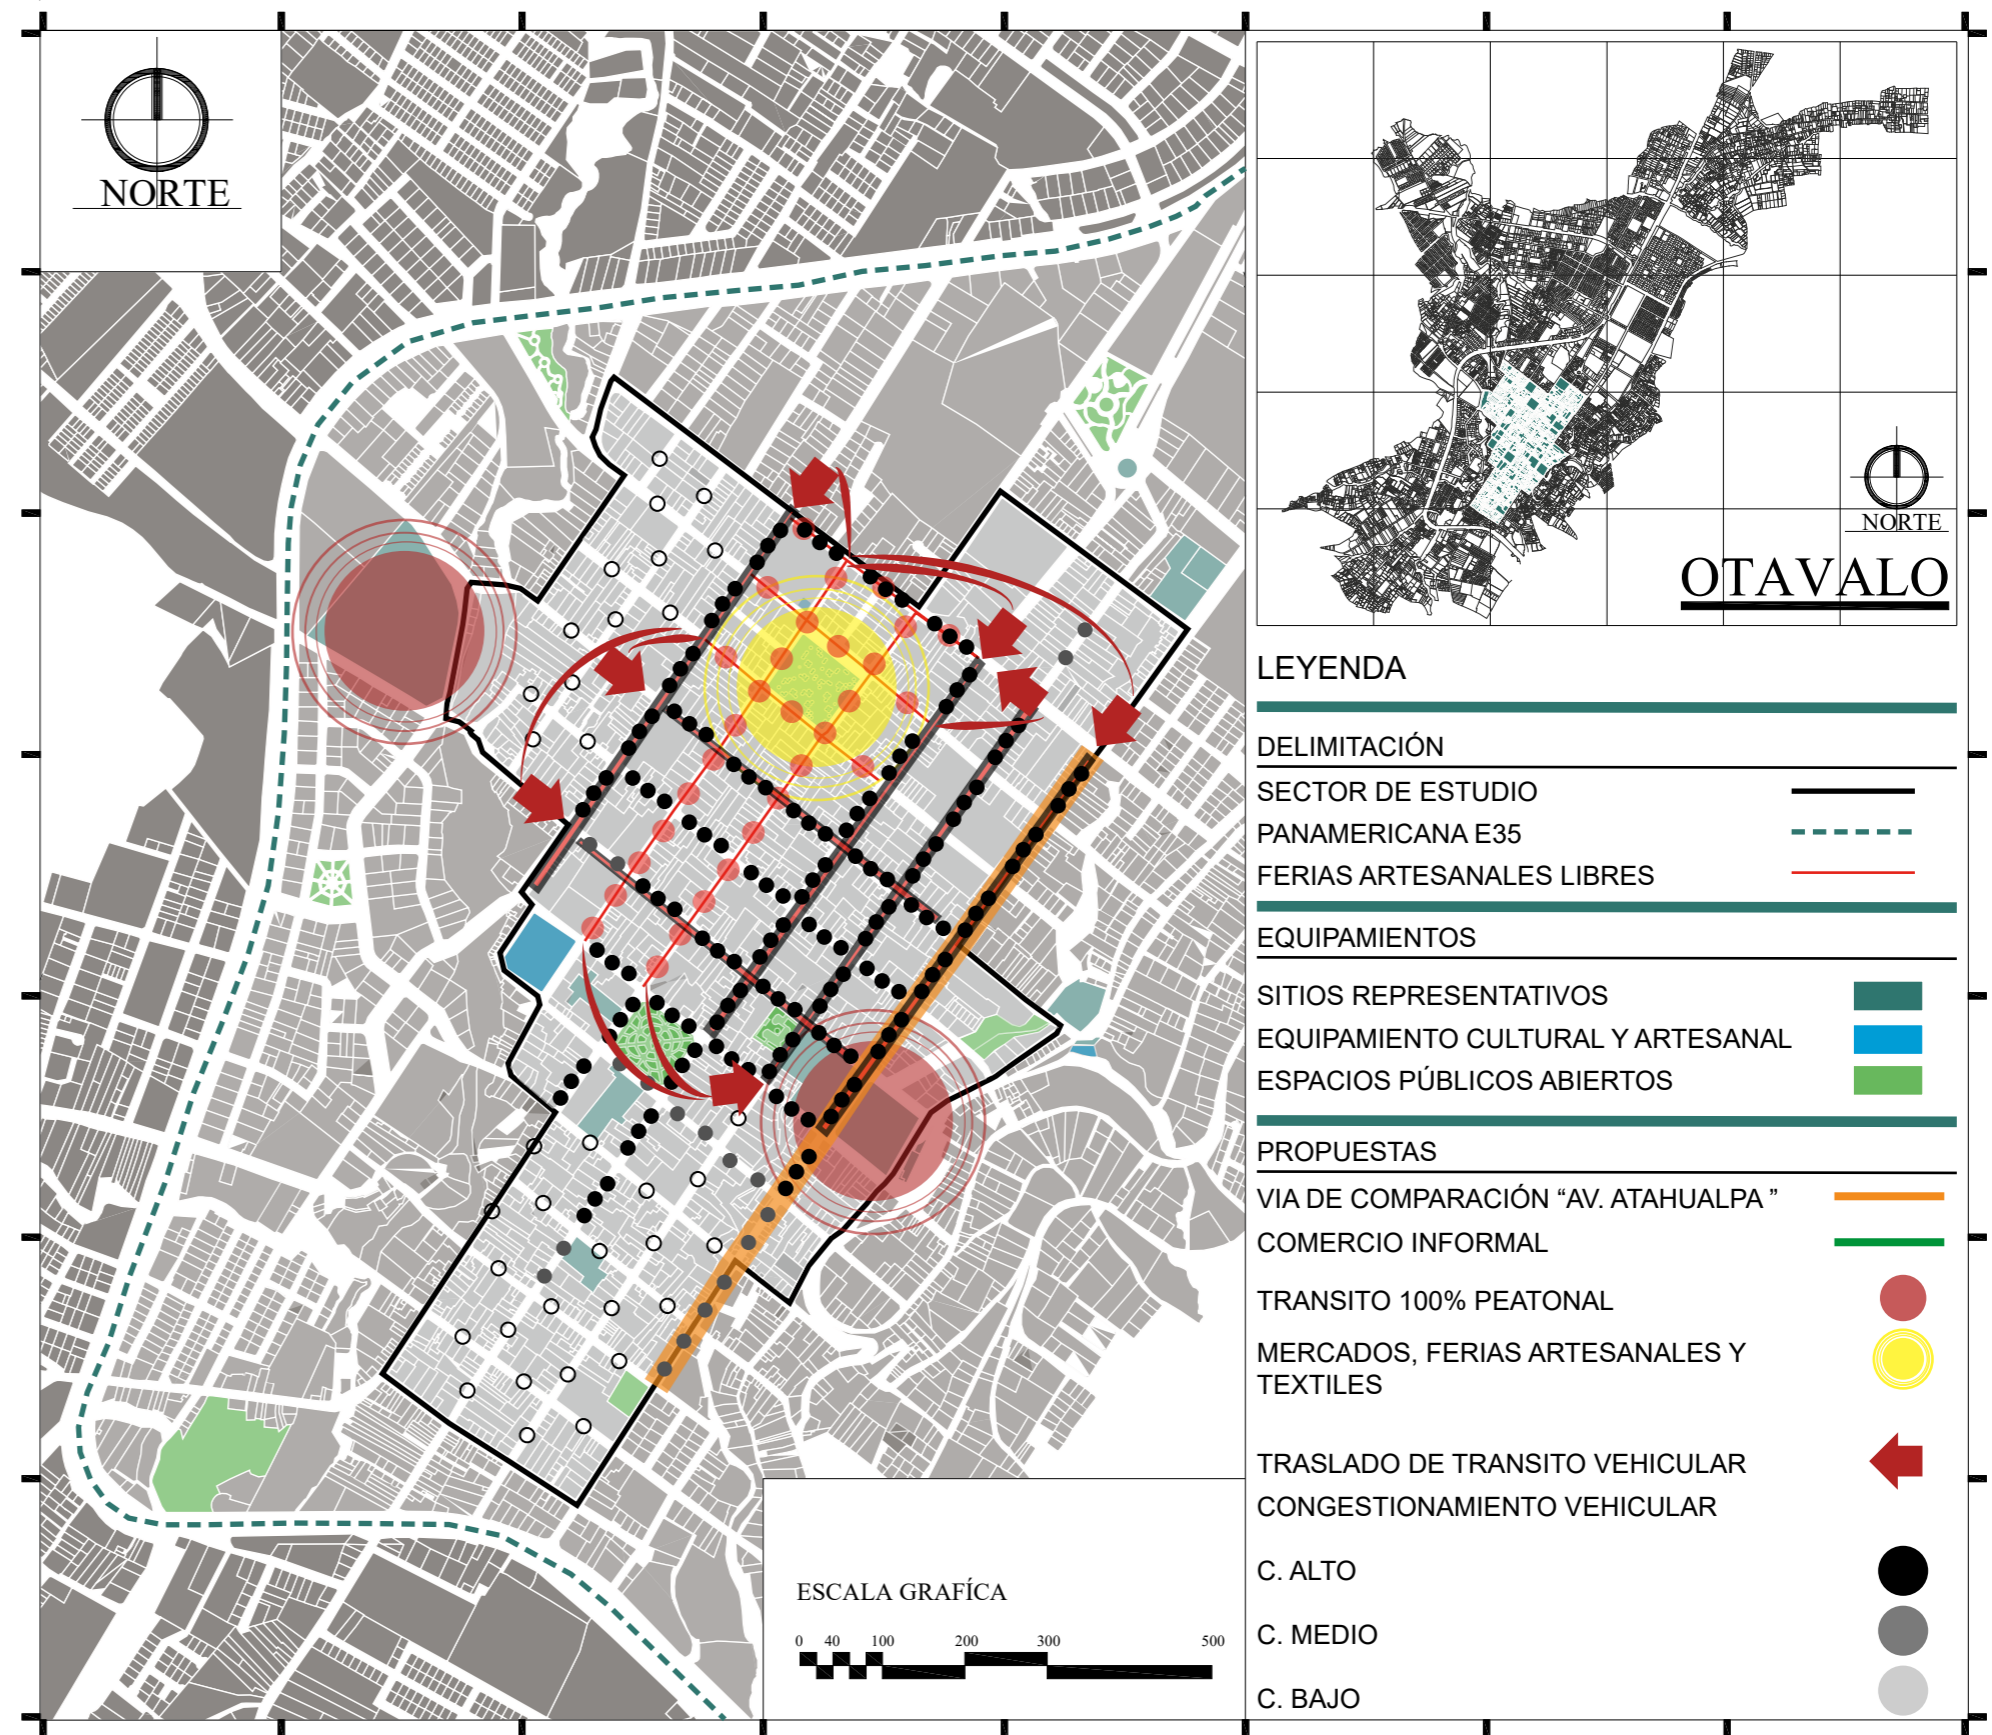 NORTE
NORTE
OTAVALO
LEYENDA
DELIMITACIÓN
SECTOR DE ESTUDIO
PANAMERICANA E35
FERIAS ARTESANALES LIBRES
EQUIPAMIENTOS
SITIOS REPRESENTATIVOS
EQUIPAMIENTO CULTURAL Y ARTESANAL
ESPACIOS PÚBLICOS ABIERTOS
PROPUESTAS
VIA DE COMPARACIÓN “AV. ATAHUALPA ”
COMERCIO INFORMAL
TRANSITO 100% PEATONAL
MERCADOS, FERIAS ARTESANALES Y
TEXTILES
TRASLADO DE TRANSITO VEHICULAR
CONGESTIONAMIENTO VEHICULAR
C. ALTO
C. MEDIO
C. BAJO
ESCALA GRAFÍCA
0 40 100 200 300 500